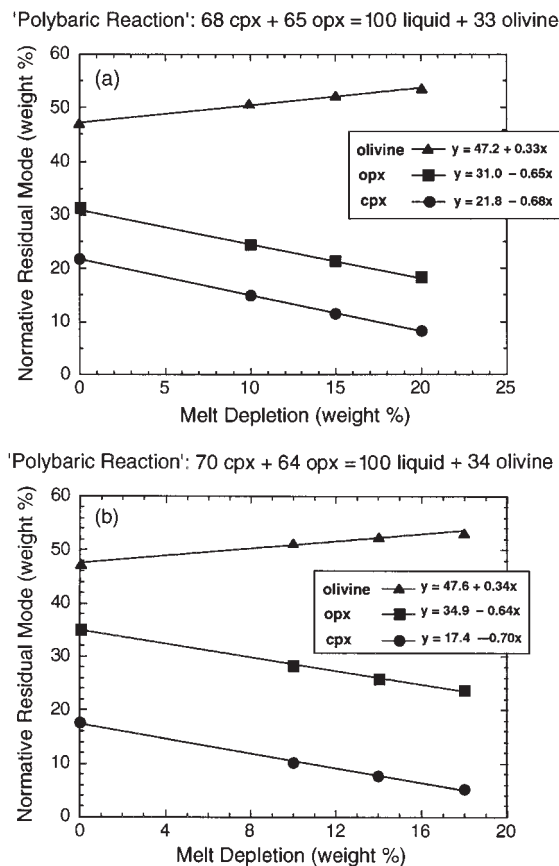 'Polybaric Reaction': 68 cpx + 65 opx = 100 liquid + 33 olivine
(a)
Normative Residual Mode (weight %)
60
50
40
30
20
10
0
olivine y = 47.2 + 0.33x
opx y = 31.0 − 0.65x
cpx y = 21.8 − 0.68x
0 5 10 15 20 25
Melt Depletion (weight %)
'Polybaric Reaction': 70 cpx + 64 opx = 100 liquid + 34 olivine
(b)
Normative Residual Mode (weight %)
60
50
40
30
20
10
0
olivine y = 47.6 + 0.34x
opx y = 34.9 − 0.64x
cpx y = 17.4 −0.70x
0 4 8 12 16 20
Melt Depletion (weight %)